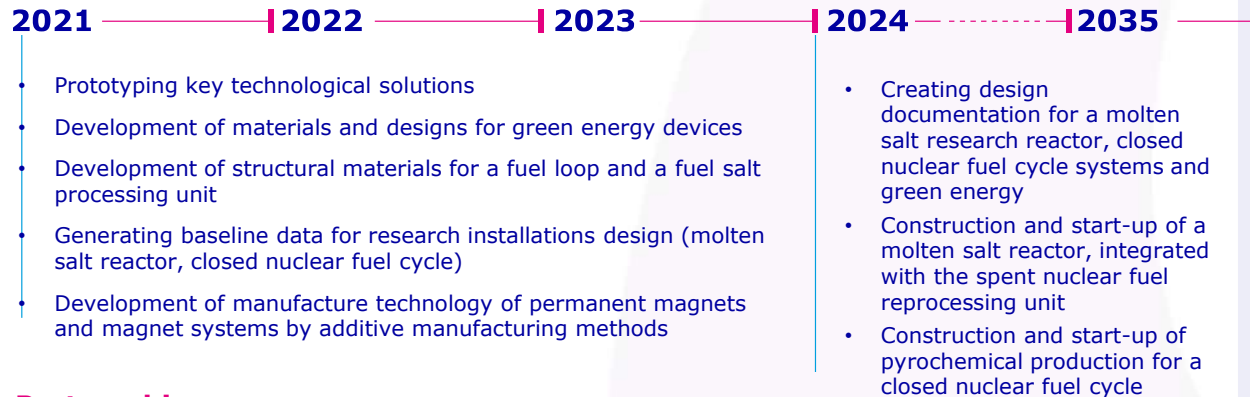 2021 2022 2023 2024 2035
• Prototyping key technological solutions
• Development of materials and designs for green energy devices
• Development of structural materials for a fuel loop and a fuel salt
processing unit
• Generating baseline data for research installations design (molten
salt reactor, closed nuclear fuel cycle)
• Development of manufacture technology of permanent magnets
and magnet systems by additive manufacturing methods
• Creating design
documentation for a molten
salt research reactor, closed
nuclear fuel cycle systems and
green energy
• Construction and start-up of a
molten salt reactor, integrated
with the spent nuclear fuel
reprocessing unit
• Construction and start-up of
pyrochemical production for a
closed nuclear fuel cycle